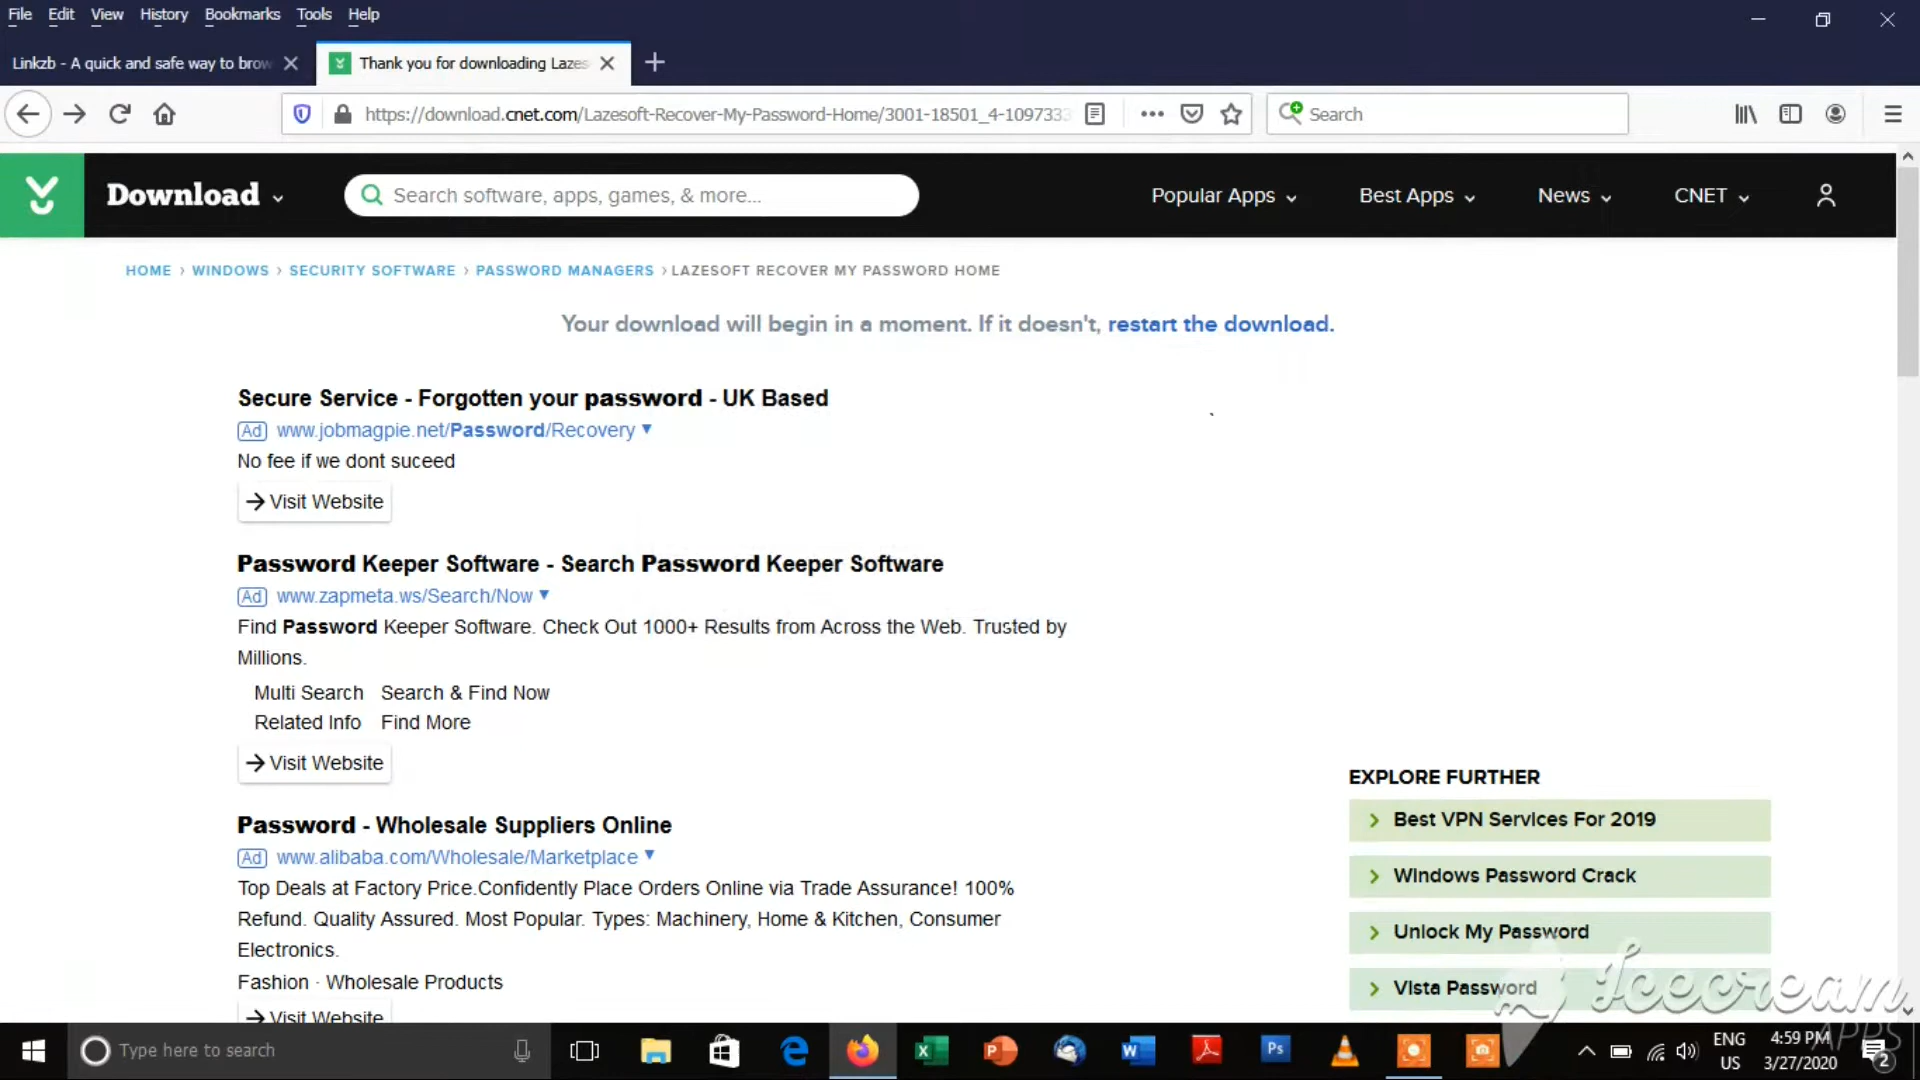 File Edit View History Bookmarks Tools Help
Linkzb - A quick and safe way to brow
Thank you for downloading Lazes
https://download.cnet.com/Lazesoft-Recover-My-Password-Home/3001-18501_4-1097333
Search
Download
Search software, apps, games, & more...
Popular Apps
Best Apps
News
CNET
HOME › WINDOWS › SECURITY SOFTWARE › PASSWORD MANAGERS › LAZESOFT RECOVER MY PASSWORD HOME
Your download will begin in a moment. If it doesn't, restart the download.
Secure Service - Forgotten your password - UK Based
Ad www.jobmagpie.net/Password/Recovery
No fee if we dont suceed
Visit Website
Password Keeper Software - Search Password Keeper Software
Ad www.zapmeta.ws/Search/Now
Find Password Keeper Software. Check Out 1000+ Results from Across the Web. Trusted by
Millions.
Multi Search Search & Find Now
Related Info Find More
Visit Website
Password - Wholesale Suppliers Online
Ad www.alibaba.com/Wholesale/Marketplace
Top Deals at Factory Price.Confidently Place Orders Online via Trade Assurance! 100%
Refund. Quality Assured. Most Popular. Types: Machinery, Home & Kitchen, Consumer
Electronics.
Fashion · Wholesale Products
Visit Website
EXPLORE FURTHER
Best VPN Services For 2019
Windows Password Crack
Unlock My Password
Vista Password
Icecream
APPS
Type here to search
ENG
US
4:59 PM
3/27/2020
2